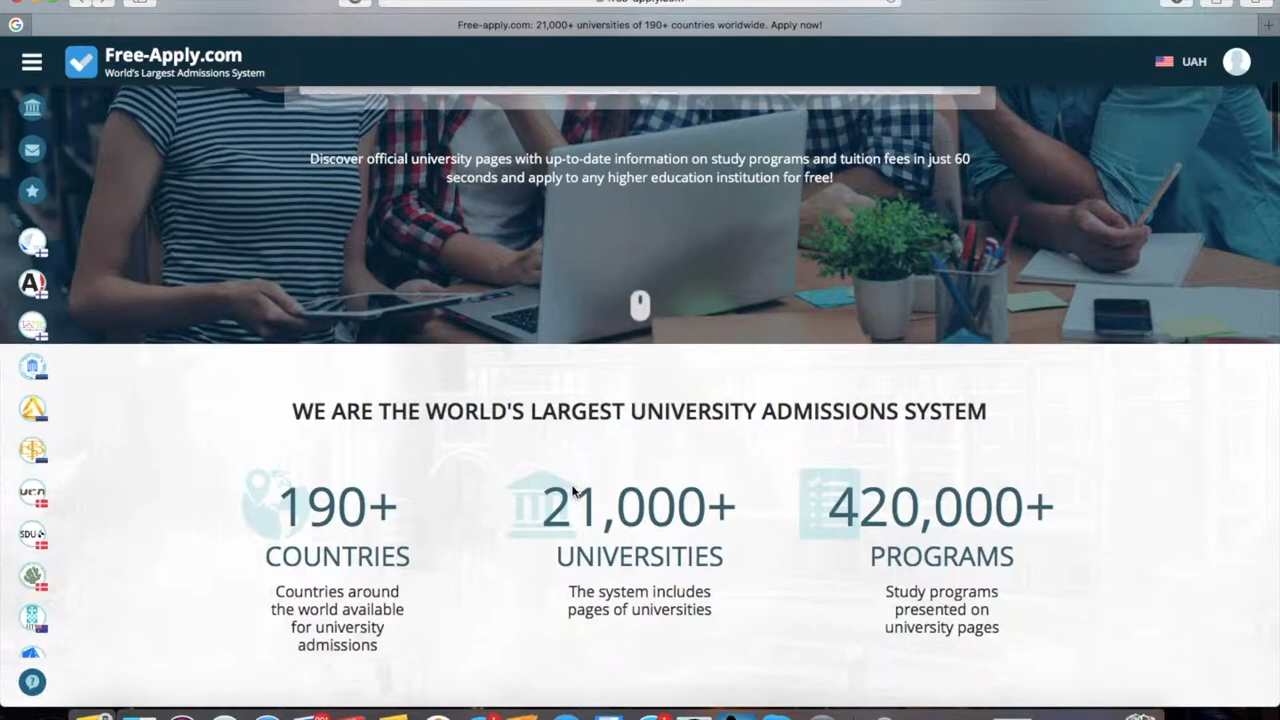 Free-apply.com: 21,000+ universities of 190+ countries worldwide. Apply now!
Free-Apply.com
World's Largest Admissions System
UAH
Discover official university pages with up-to-date information on study programs and tuition fees in just 60
seconds and apply to any higher education institution for free!
WE ARE THE WORLD'S LARGEST UNIVERSITY ADMISSIONS SYSTEM
190+
COUNTRIES
Countries around
the world available
for university
admissions
21,000+
UNIVERSITIES
The system includes
pages of universities
420,000+
PROGRAMS
Study programs
presented on
university pages
A
SDU